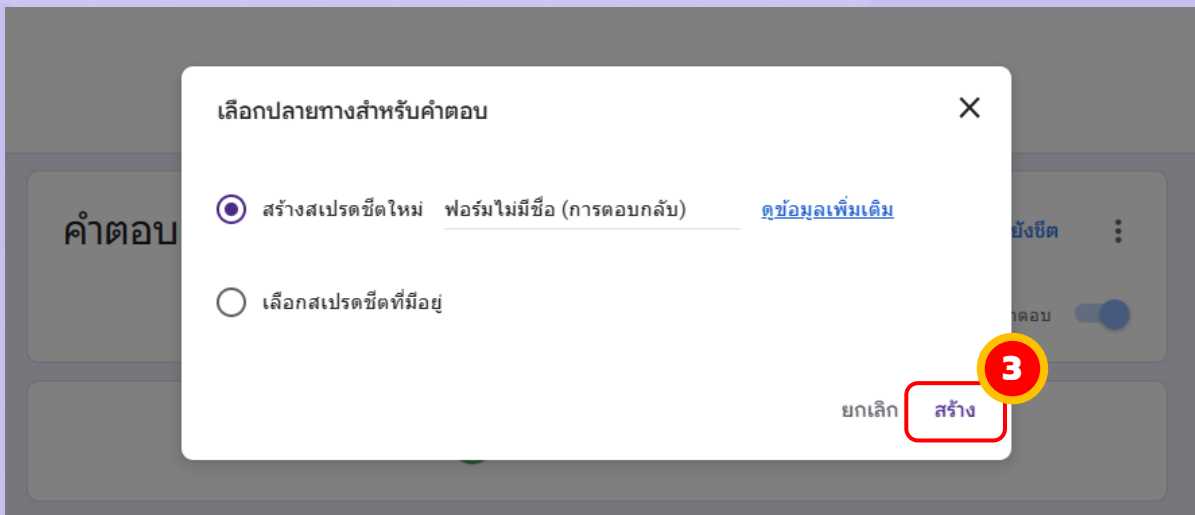 เลือกปลายทางสำหรับคำตอบ
สร้างสเปรดชีตใหม่ ฟอร์มไม่มีชื่อ (การตอบกลับ) ดูข้อมูลเพิ่มเติม
คำตอบ
ยังชีต
เลือกสเปรดชีตที่มีอยู่
ำตอบ
3
ยกเลิก สร้าง